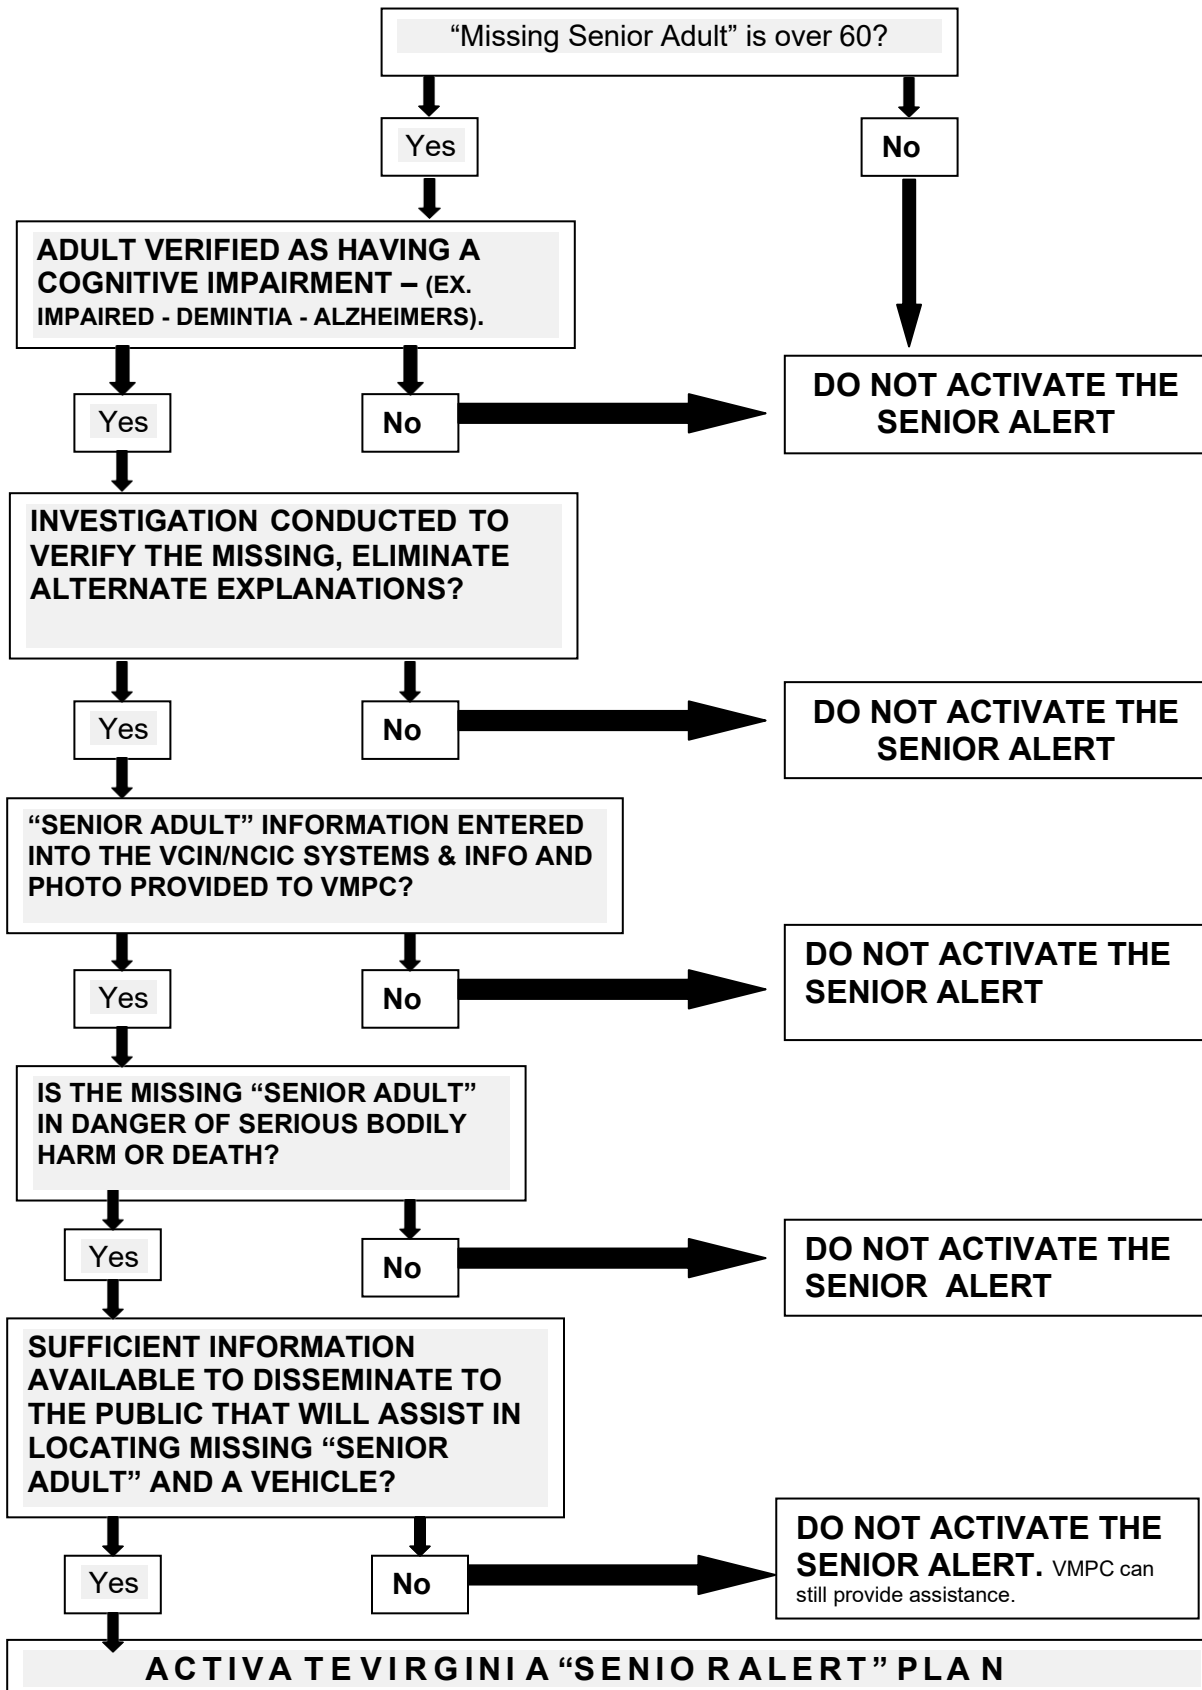 “Missing Senior Adult” is over 60?
Yes
No
ADULT VERIFIED AS HAVING A
COGNITIVE IMPAIRMENT – (EX.
IMPAIRED - DEMINTIA - ALZHEIMERS).
DO NOT ACTIVATE THE
SENIOR ALERT
Yes
No
INVESTIGATION CONDUCTED TO
VERIFY THE MISSING, ELIMINATE
ALTERNATE EXPLANATIONS?
Yes
No
DO NOT ACTIVATE THE
SENIOR ALERT
“SENIOR ADULT” INFORMATION ENTERED
INTO THE VCIN/NCIC SYSTEMS & INFO AND
PHOTO PROVIDED TO VMPC?
Yes
No
DO NOT ACTIVATE THE
SENIOR ALERT
IS THE MISSING “SENIOR ADULT”
IN DANGER OF SERIOUS BODILY
HARM OR DEATH?
Yes
No
DO NOT ACTIVATE THE
SENIOR ALERT
SUFFICIENT INFORMATION
AVAILABLE TO DISSEMINATE TO
THE PUBLIC THAT WILL ASSIST IN
LOCATING MISSING “SENIOR
ADULT” AND A VEHICLE?
Yes
No
DO NOT ACTIVATE THE
SENIOR ALERT. VMPC can
still provide assistance.
ACTIVATE VIRGINIA “SENIOR ALERT” PLAN